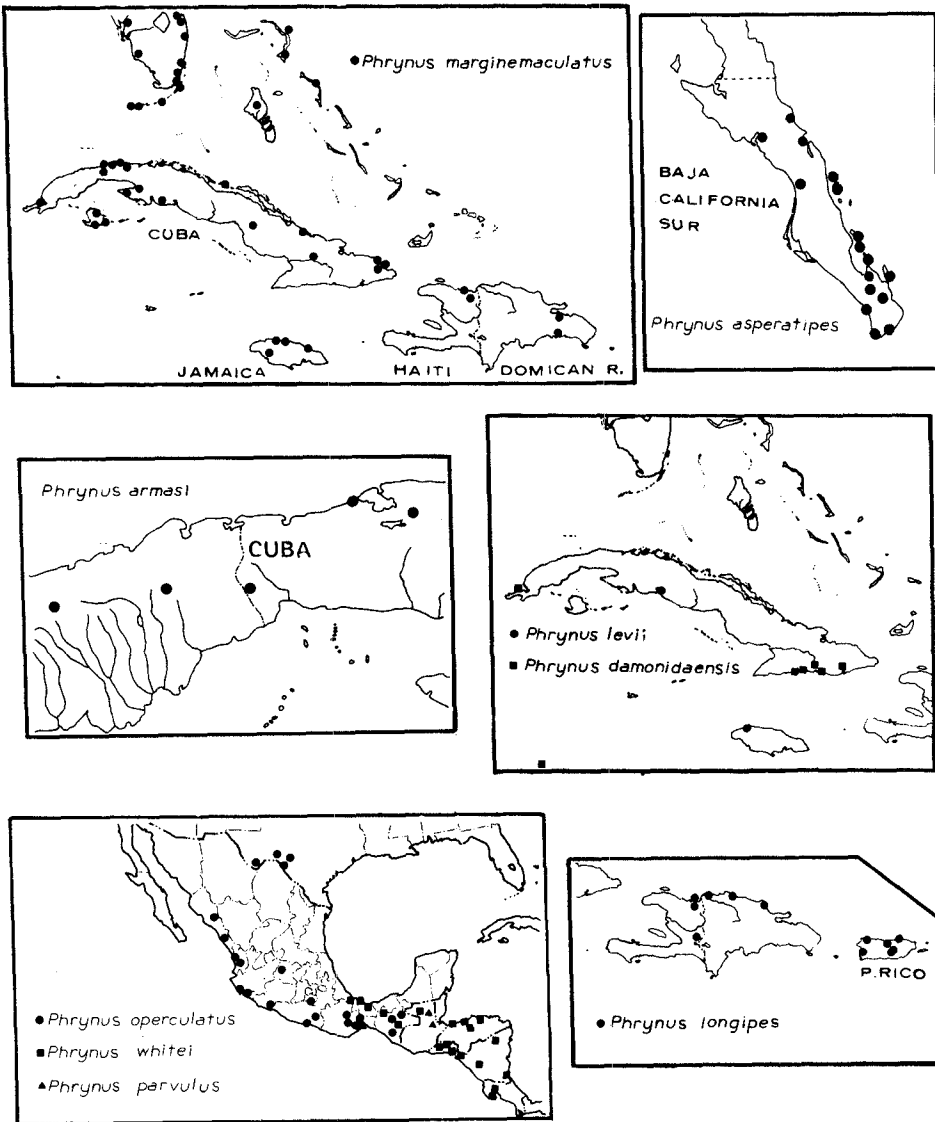 Phrynus marginemaculatus
CUBA
JAMAICA
HAITI
DOMICAN R.
BAJA
CALIFORNIA
SUR
Phrynus asperatipes
Phrynus armasi
CUBA
Phrynus levii
Phrynus damonidaensis
Phrynus operculatus
Phrynus whitei
Phrynus parvulus
P. RICO
Phrynus longipes